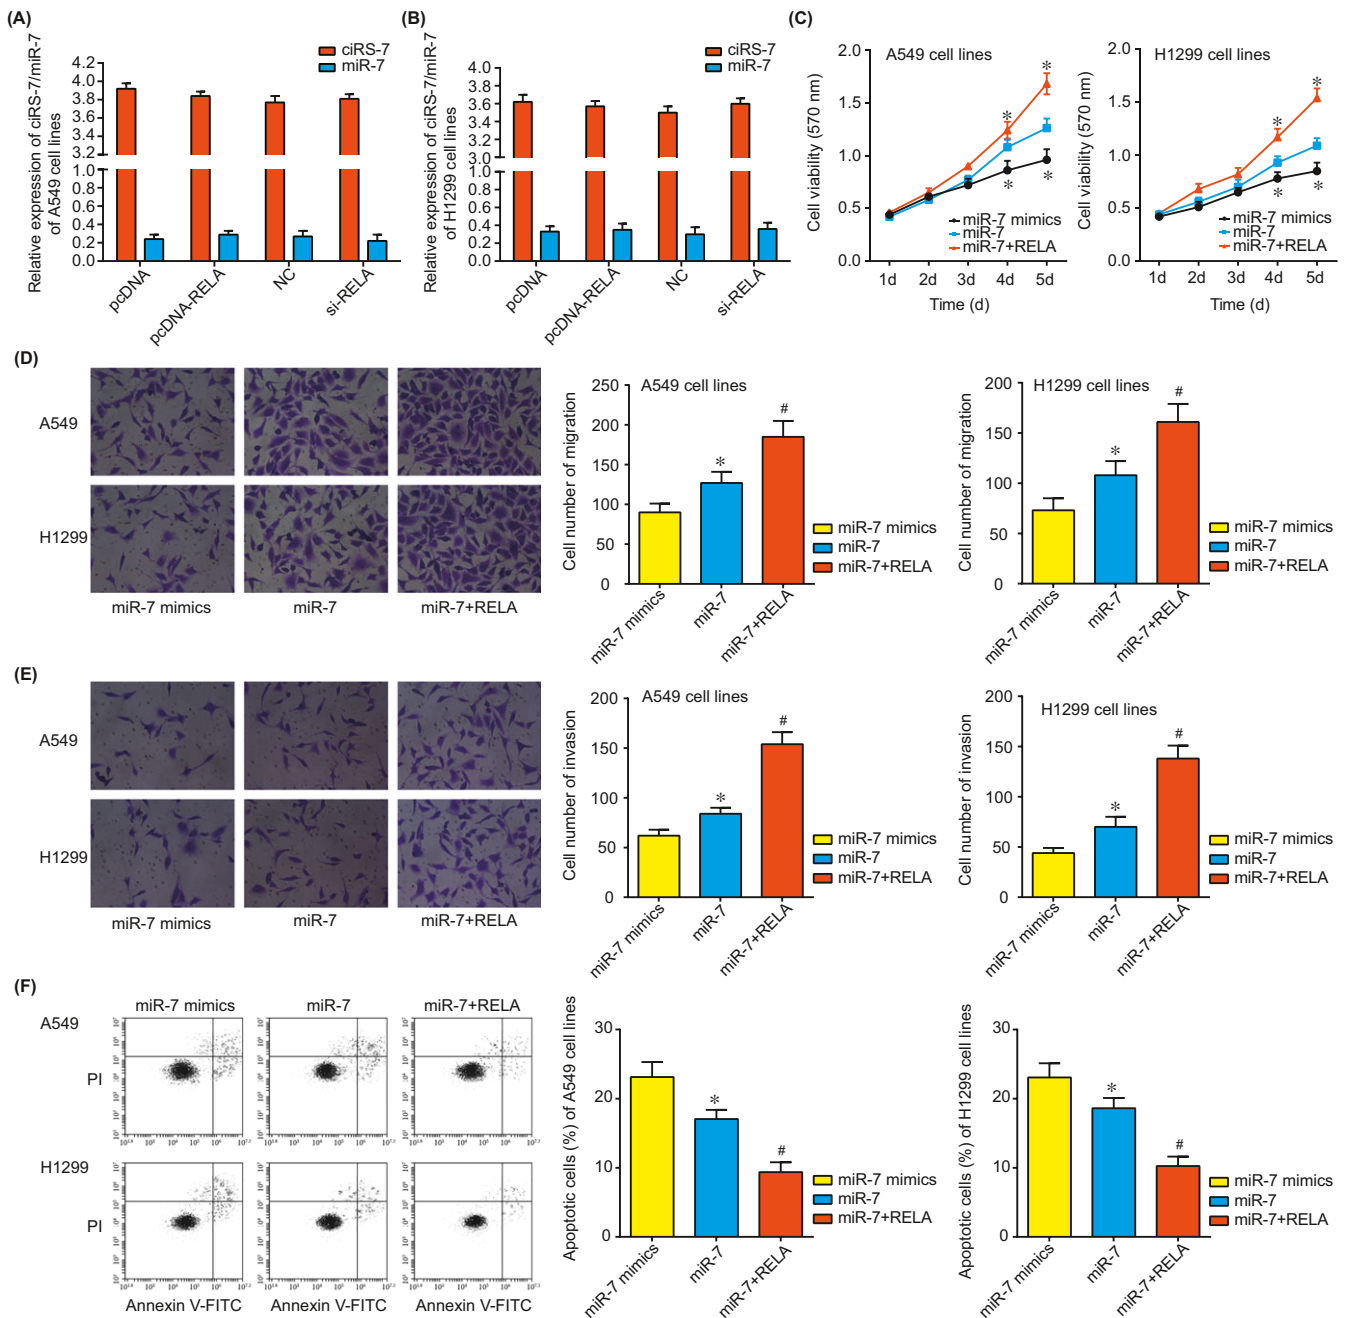 (A)
ciRS-7
miR-7
Relative expression of ciRS-7/miR-7
of A549 cell lines
4.2
4.0
3.8
3.6
3.4
3.2
1.0
0.8
0.6
0.4
0.2
0.0
pcDNA
pcDNA-RELA
NC
si-RELA
(B)
ciRS-7
miR-7
Relative expression of ciRS-7/miR-7
of H1299 cell lines
4.0
3.8
3.6
3.4
3.2
3.0
1.0
0.8
0.6
0.4
0.2
0.0
pcDNA
pcDNA-RELA
NC
si-RELA
(C)
A549 cell lines
Cell viability (570 nm)
2.0
1.5
1.0
0.5
0.0
* * * *
miR-7 mimics
miR-7
miR-7+RELA
1d 2d 3d 4d 5d
Time (d)
H1299 cell lines
Cell viability (570 nm)
2.0
1.5
1.0
0.5
0.0
* * * *
miR-7 mimics
miR-7
miR-7+RELA
1d 2d 3d 4d 5d
Time (d)
(D)
A549
H1299
miR-7 mimics miR-7 miR-7+RELA
A549 cell lines
Cell number of migration
250
200
150
100
50
0
* #
miR-7 mimics
miR-7
miR-7+RELA
miR-7 mimics
miR-7
miR-7+RELA
H1299 cell lines
Cell number of migration
200
150
100
50
0
* #
miR-7 mimics
miR-7
miR-7+RELA
miR-7 mimics
miR-7
miR-7+RELA
(E)
A549
H1299
miR-7 mimics miR-7 miR-7+RELA
A549 cell lines
Cell number of invasion
200
150
100
50
0
* #
miR-7 mimics
miR-7
miR-7+RELA
miR-7 mimics
miR-7
miR-7+RELA
H1299 cell lines
Cell number of invasion
200
150
100
50
0
* #
miR-7 mimics
miR-7
miR-7+RELA
miR-7 mimics
miR-7
miR-7+RELA
(F)
miR-7 mimics miR-7 miR-7+RELA
A549
PI
H1299
PI
Annexin V-FITC Annexin V-FITC Annexin V-FITC
Apoptotic cells (%) of A549 cell lines
30
20
10
0
* #
miR-7 mimics
miR-7
miR-7+RELA
miR-7 mimics
miR-7
miR-7+RELA
Apoptotic cells (%) of H1299 cell lines
30
20
10
0
* #
miR-7 mimics
miR-7
miR-7+RELA
miR-7 mimics
miR-7
miR-7+RELA